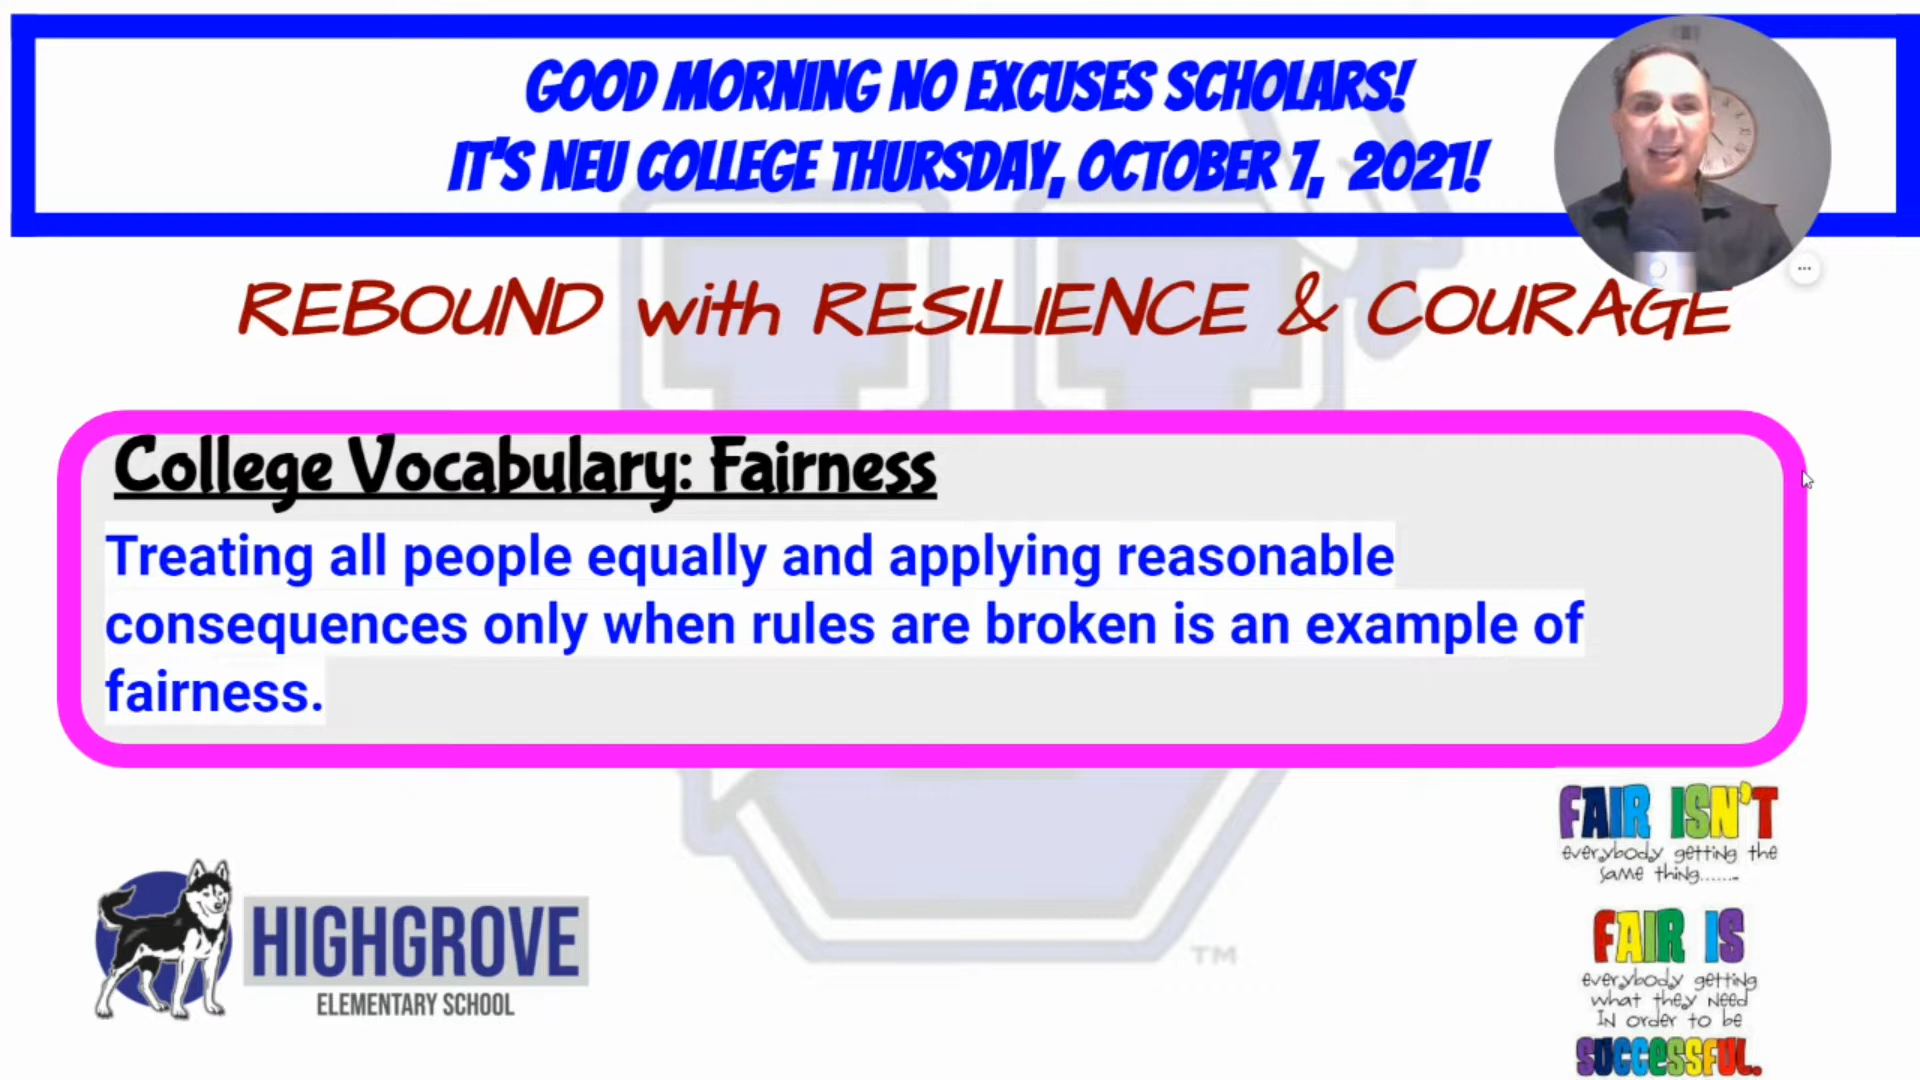 GOOD MORNING NO EXCUSES SCHOLARS!
IT'S NEU COLLEGE THURSDAY, OCTOBER 7, 2021!
REBOUND with RESILIENCE & COURAGE
College Vocabulary: Fairness
Treating all people equally and applying reasonable
consequences only when rules are broken is an example of
fairness.
FAIR ISN'T
everybody getting the
same thing.......
FAIR IS
everybody getting
what they NEED
IN order to be
SUCCESSFUL.
HIGHGROVE
ELEMENTARY SCHOOL
TM